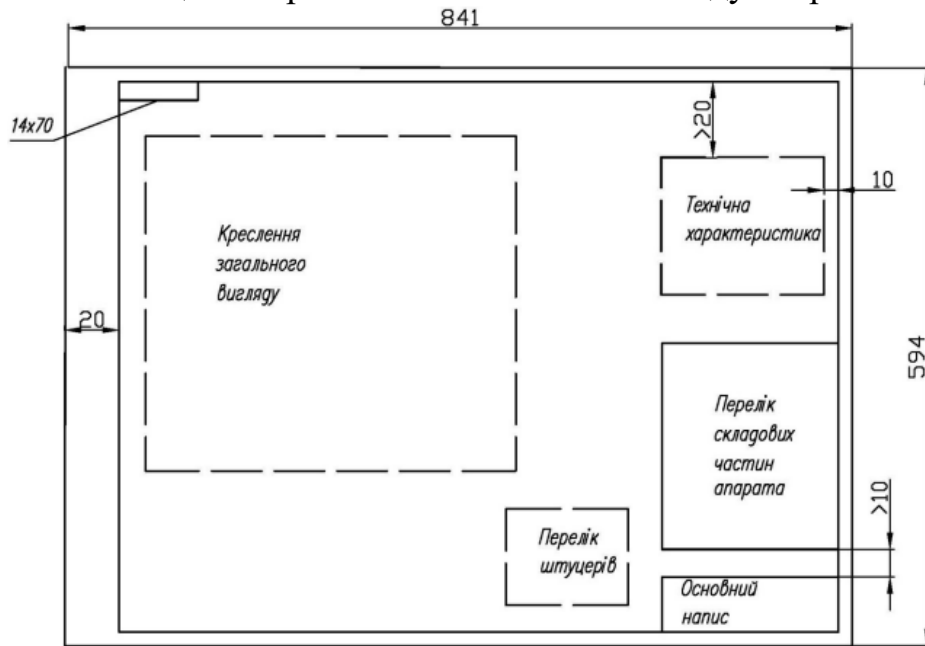 841
14x70
>20
10
Технічна
характеристика
Креслення
загального
вигляду
20
594
Перелік
складових
частин
апарата
>10
Перелік
штуцерів
Основний
напис